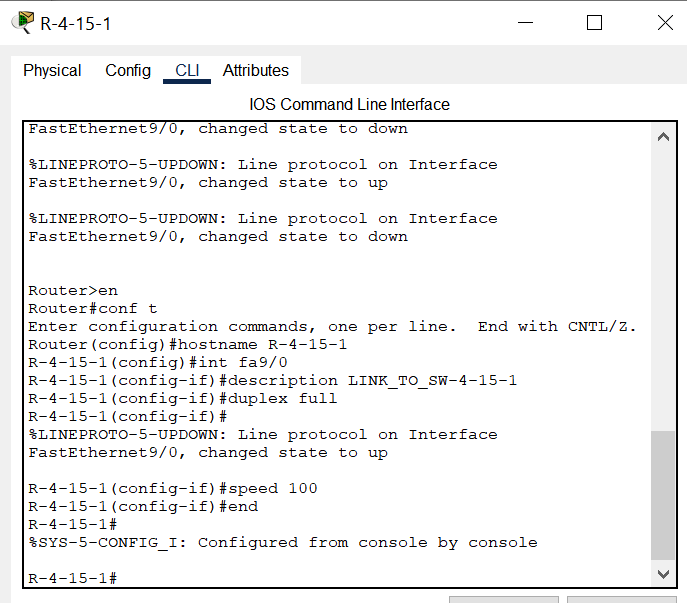 R-4-15-1
Physical Config CLI Attributes
IOS Command Line Interface
FastEthernet9/0, changed state to down
%LINEPROTO-5-UPDOWN: Line protocol on Interface
FastEthernet9/0, changed state to up
%LINEPROTO-5-UPDOWN: Line protocol on Interface
FastEthernet9/0, changed state to down
Router>en
Router#conf t
Enter configuration commands, one per line.  End with CNTL/Z.
Router(config)#hostname R-4-15-1
R-4-15-1(config)#int fa9/0
R-4-15-1(config-if)#description LINK_TO_SW-4-15-1
R-4-15-1(config-if)#duplex full
R-4-15-1(config-if)#
%LINEPROTO-5-UPDOWN: Line protocol on Interface
FastEthernet9/0, changed state to up
R-4-15-1(config-if)#speed 100
R-4-15-1(config-if)#end
R-4-15-1#
%SYS-5-CONFIG_I: Configured from console by console
R-4-15-1#